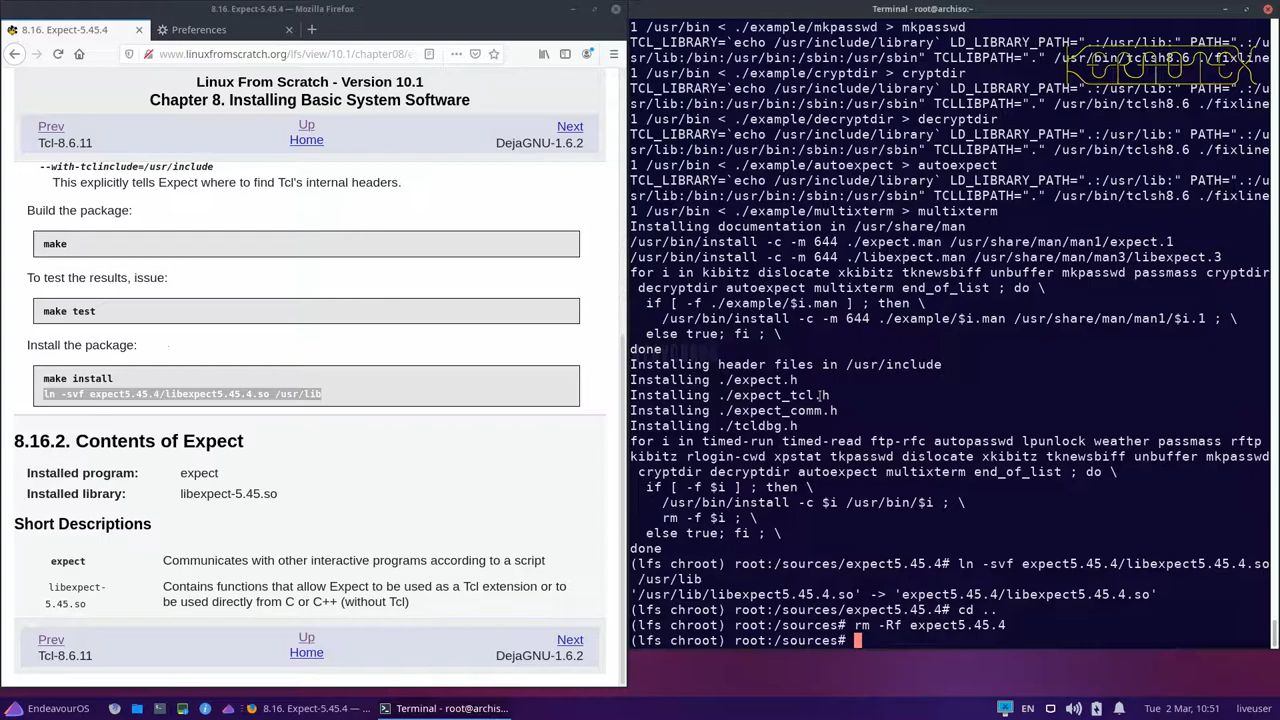 8.16. Expect-5.45.4 — Mozilla Firefox
8.16. Expect-5.45.4
Preferences
www.linuxfromscratch.org/lfs/view/10.1/chapter08/e
Linux From Scratch - Version 10.1
Chapter 8. Installing Basic System Software
Prev
Up
Next
Tcl-8.6.11
Home
DejaGNU-1.6.2
--with-tclinclude=/usr/include
This explicitly tells Expect where to find Tcl's internal headers.
Build the package:
make
To test the results, issue:
make test
Install the package:
make install
ln -svf expect5.45.4/libexpect5.45.4.so /usr/lib
8.16.2. Contents of Expect
Installed program: expect
Installed library: libexpect-5.45.so
Short Descriptions
expect Communicates with other interactive programs according to a script
libexpect-5.45.so Contains functions that allow Expect to be used as a Tcl extension or to
be used directly from C or C++ (without Tcl)
Prev
Up
Next
Tcl-8.6.11
Home
DejaGNU-1.6.2
Terminal - root@archiso:~
1 /usr/bin < ./example/mkpasswd > mkpasswd
TCL_LIBRARY=`echo /usr/include/library` LD_LIBRARY_PATH=".:/usr/lib:" PATH=".:/u
sr/lib:/bin:/usr/bin:/sbin:/usr/sbin" TCLLIBPATH="." /usr/bin/tclsh8.6 ./fixline
1 /usr/bin < ./example/cryptdir > cryptdir
TCL_LIBRARY=`echo /usr/include/library` LD_LIBRARY_PATH=".:/usr/lib:" PATH=".:/u
sr/lib:/bin:/usr/bin:/sbin:/usr/sbin" TCLLIBPATH="." /usr/bin/tclsh8.6 ./fixline
1 /usr/bin < ./example/decryptdir > decryptdir
TCL_LIBRARY=`echo /usr/include/library` LD_LIBRARY_PATH=".:/usr/lib:" PATH=".:/u
sr/lib:/bin:/usr/bin:/sbin:/usr/sbin" TCLLIBPATH="." /usr/bin/tclsh8.6 ./fixline
1 /usr/bin < ./example/autoexpect > autoexpect
TCL_LIBRARY=`echo /usr/include/library` LD_LIBRARY_PATH=".:/usr/lib:" PATH=".:/u
sr/lib:/bin:/usr/bin:/sbin:/usr/sbin" TCLLIBPATH="." /usr/bin/tclsh8.6 ./fixline
1 /usr/bin < ./example/multixterm > multixterm
Installing documentation in /usr/share/man
/usr/bin/install -c -m 644 ./expect.man /usr/share/man/man1/expect.1
/usr/bin/install -c -m 644 ./libexpect.man /usr/share/man/man3/libexpect.3
for i in kibitz dislocate xkibitz tknewsbiff unbuffer mkpasswd passmass cryptdir
decryptdir autoexpect multixterm end_of_list ; do \
if [ -f ./example/$i.man ] ; then \
/usr/bin/install -c -m 644 ./example/$i.man /usr/share/man/man1/$i.1 ; \
else true; fi ; \
done
Installing header files in /usr/include
Installing ./expect.h
Installing ./expect_tcl.h
Installing ./expect_comm.h
Installing ./tcldbg.h
for i in timed-run timed-read ftp-rfc autopasswd lpunlock weather passmass rftp
kibitz rlogin-cwd xpstat tkpasswd dislocate xkibitz tknewsbiff unbuffer mkpasswd
cryptdir decryptdir autoexpect multixterm end_of_list ; do \
if [ -f $i ] ; then \
/usr/bin/install -c $i /usr/bin/$i ; \
rm -f $i ; \
else true; fi ; \
done
(lfs chroot) root:/sources/expect5.45.4# ln -svf expect5.45.4/libexpect5.45.4.so
/usr/lib
'/usr/lib/libexpect5.45.4.so' -> 'expect5.45.4/libexpect5.45.4.so'
(lfs chroot) root:/sources/expect5.45.4# cd ..
(lfs chroot) root:/sources# rm -Rf expect5.45.4
(lfs chroot) root:/sources#
EndeavourOS
8.16. Expect-5.45.4 — ...
Terminal - root@archis...
EN
Tue 2 Mar, 10:51
liveuser